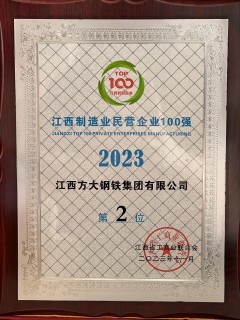 TOP
100
江西制造业民营企业100强
JIANGXI TOP 100 PRIVATE ENTERPRISES MANUFACTURING
2023
江西方大钢铁集团有限公司
第2位
江西省工商业联合会
二〇二三年十一月